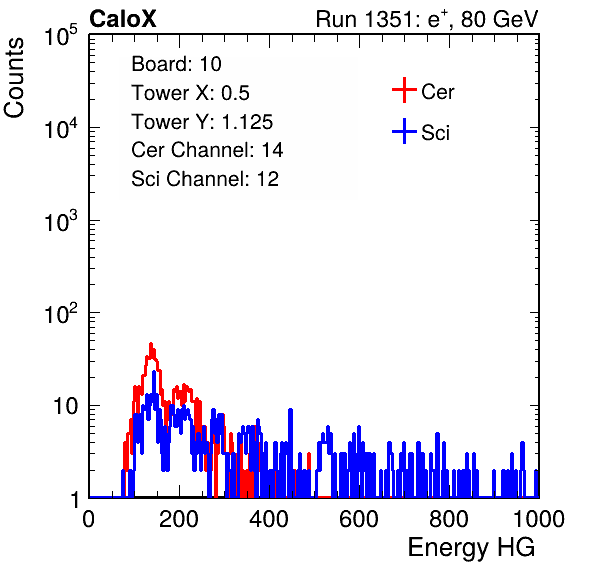 CaloX Run 1351: e⁺, 80 GeV
Counts
10⁵
10⁴
10³
10²
10
1
Board: 10
Tower X: 0.5
Tower Y: 1.125
Cer Channel: 14
Sci Channel: 12
Cer
Sci
0 200 400 600 800 1000
Energy HG